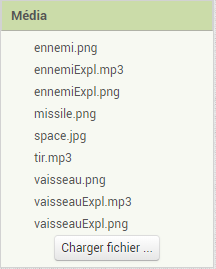 Média
ennemi.png
ennemiExpl.mp3
ennemiExpl.png
missile.png
space.jpg
tir.mp3
vaisseau.png
vaisseauExpl.mp3
vaisseauExpl.png
Charger fichier ...